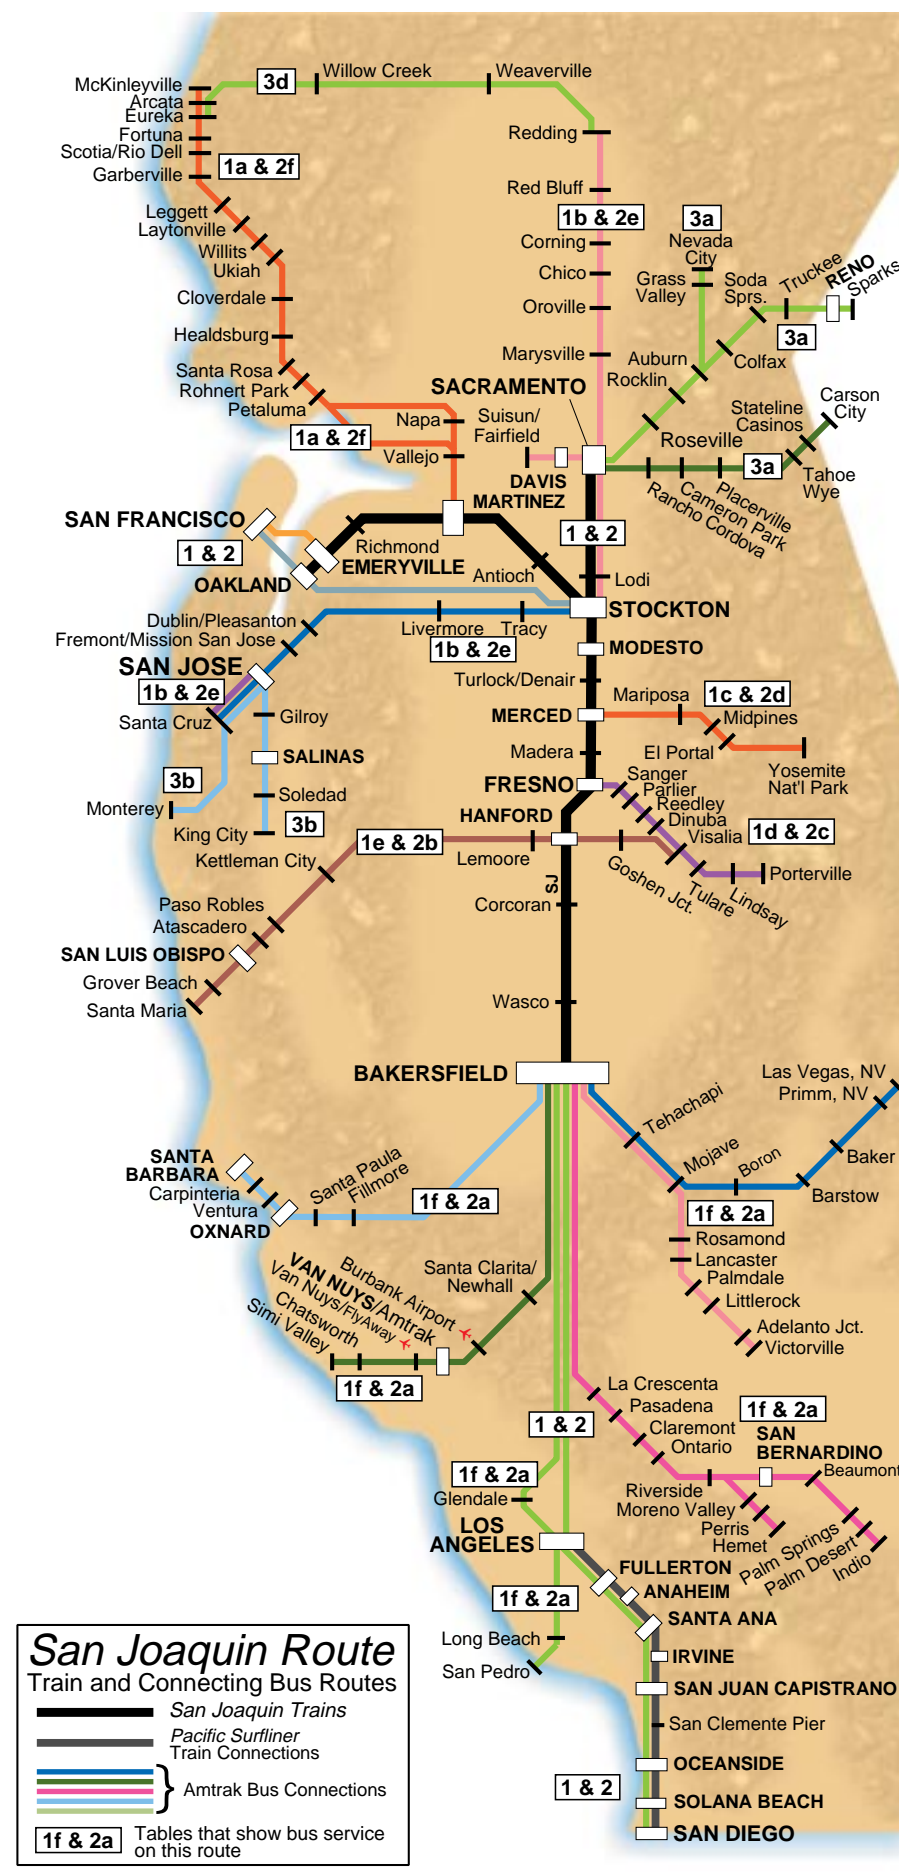 3d
Willow Creek
Weaverville
McKinleyville
Arcata
Eureka
Fortuna
Scotia/Rio Dell
Garberville
1a & 2f
Redding
Red Bluff
1b & 2e
Corning
Chico
Oroville
Marysville
Leggett
Laytonville
Willits
Ukiah
Cloverdale
Healdsburg
Santa Rosa
Rohnert Park
Petaluma
1a & 2f
Napa
Vallejo
3a
Nevada
City
Grass
Valley
Soda
Sprs.
Truckee
RENO
Sparks
3a
Colfax
Auburn
Rocklin
Roseville
SACRAMENTO
Suisun/
Fairfield
DAVIS
MARTINEZ
Stateline
Casinos
Carson
City
3a
Tahoe
Wye
Placerville
Cameron Park
Rancho Cordova
SAN FRANCISCO
1 & 2
OAKLAND
Richmond
EMERYVILLE
Antioch
1 & 2
Lodi
STOCKTON
Dublin/Pleasanton
Fremont/Mission San Jose
Livermore
Tracy
1b & 2e
SAN JOSE
1b & 2e
Santa Cruz
MODESTO
Turlock/Denair
Mariposa
1c & 2d
Midpines
MERCED
El Portal
Yosemite
Nat'l Park
Gilroy
SALINAS
3b
Monterey
Soledad
King City
3b
Madera
FRESNO
Sanger
Parlier
Reedley
Dinuba
Visalia
1d & 2c
HANFORD
1e & 2b
Lemoore
Kettleman City
Goshen Jct.
Tulare
Lindsay
Porterville
SJ
Corcoran
Paso Robles
Atascadero
SAN LUIS OBISPO
Grover Beach
Santa Maria
Wasco
BAKERSFIELD
Las Vegas, NV
Primm, NV
Tehachapi
Mojave
Boron
Baker
Barstow
1f & 2a
Rosamond
Lancaster
Palmdale
Littlerock
Adelanto Jct.
Victorville
SANTA
BARBARA
Carpinteria
Ventura
OXNARD
Santa Paula
Fillmore
1f & 2a
Santa Clarita/
Newhall
Burbank Airport
VAN NUYS/Amtrak
Van Nuys/FlyAway
Chatsworth
Simi Valley
1f & 2a
La Crescenta
Pasadena
Claremont
Ontario
1f & 2a
SAN
BERNARDINO
Beaumont
Riverside
Moreno Valley
Perris
Hemet
Palm Springs
Palm Desert
Indio
1 & 2
1f & 2a
Glendale
LOS
ANGELES
FULLERTON
ANAHEIM
SANTA ANA
1f & 2a
Long Beach
San Pedro
IRVINE
SAN JUAN CAPISTRANO
San Clemente Pier
OCEANSIDE
1 & 2
SOLANA BEACH
SAN DIEGO
San Joaquin Route
Train and Connecting Bus Routes
San Joaquin Trains
Pacific Surfliner
Train Connections
Amtrak Bus Connections
1f & 2a
Tables that show bus service
on this route